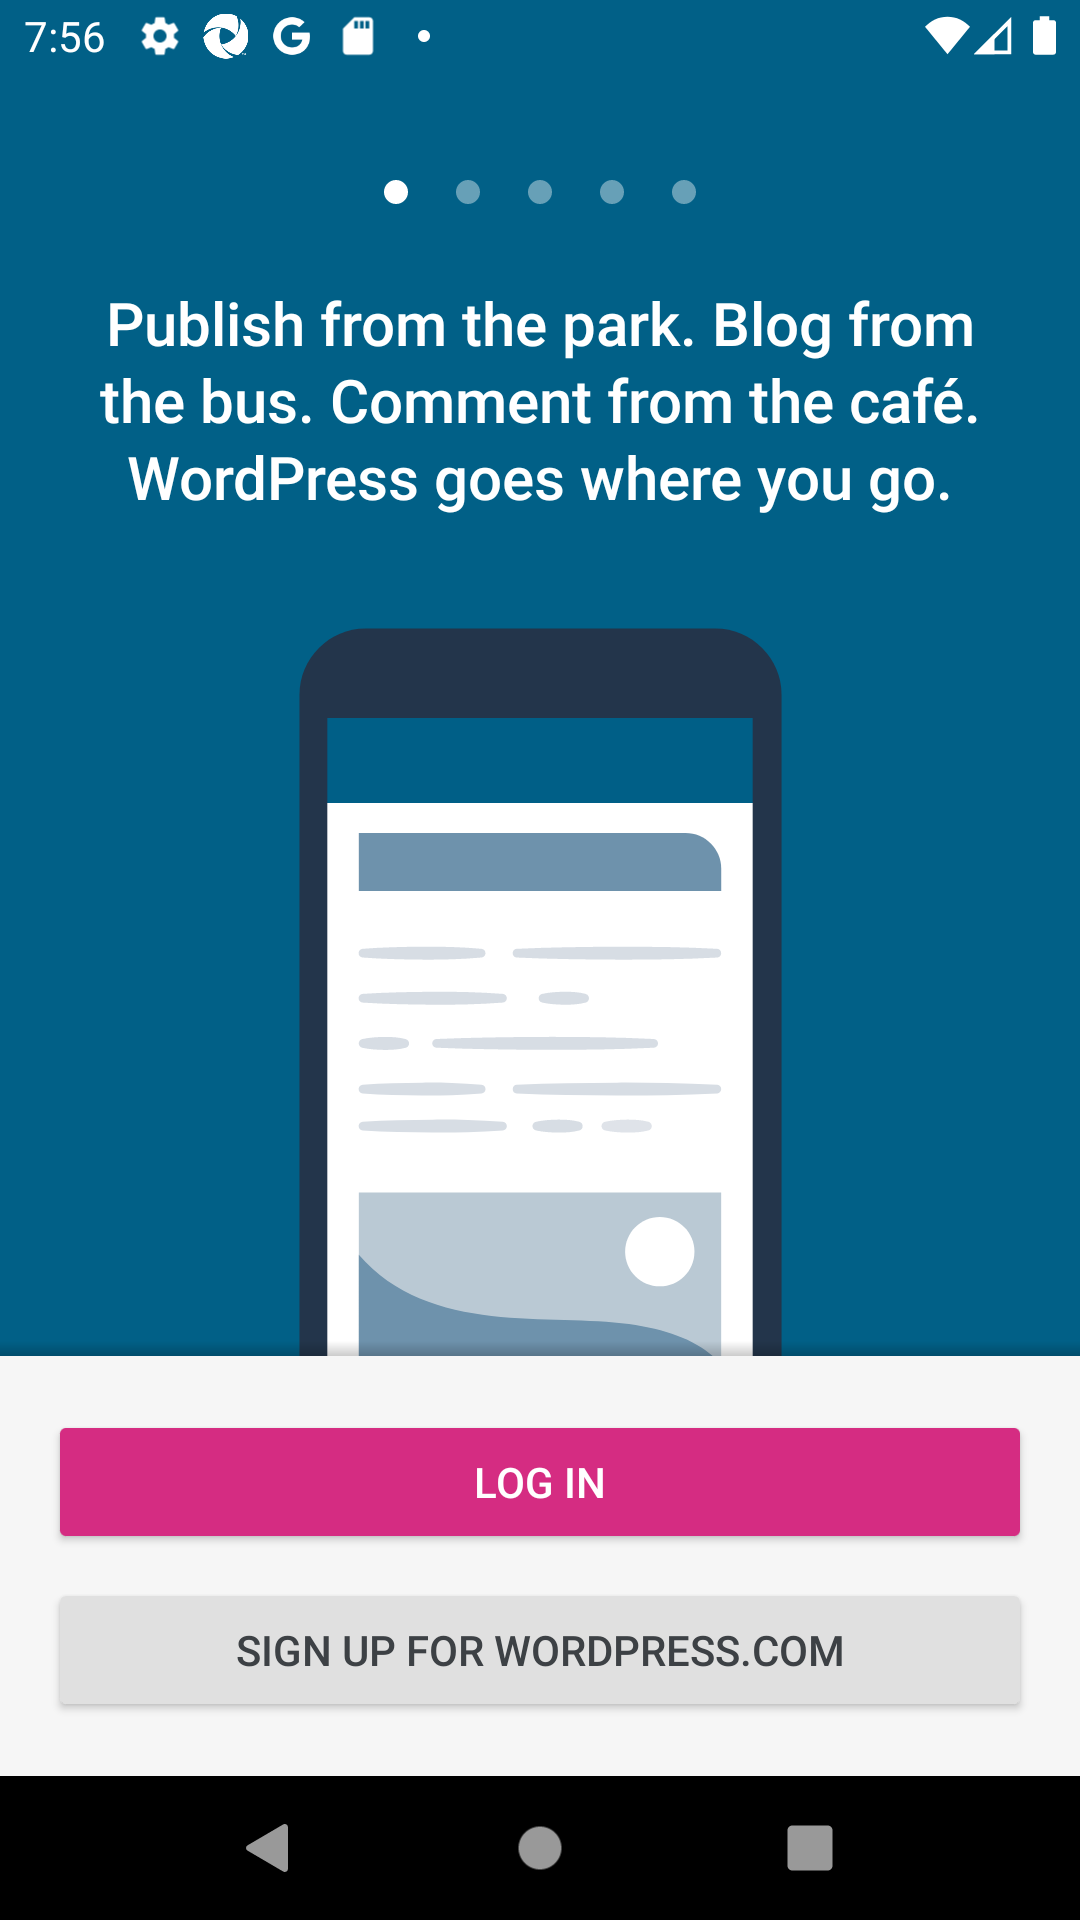 7:56
Publish from the park. Blog from
the bus. Comment from the café.
WordPress goes where you go.
LOG IN
SIGN UP FOR WORDPRESS.COM